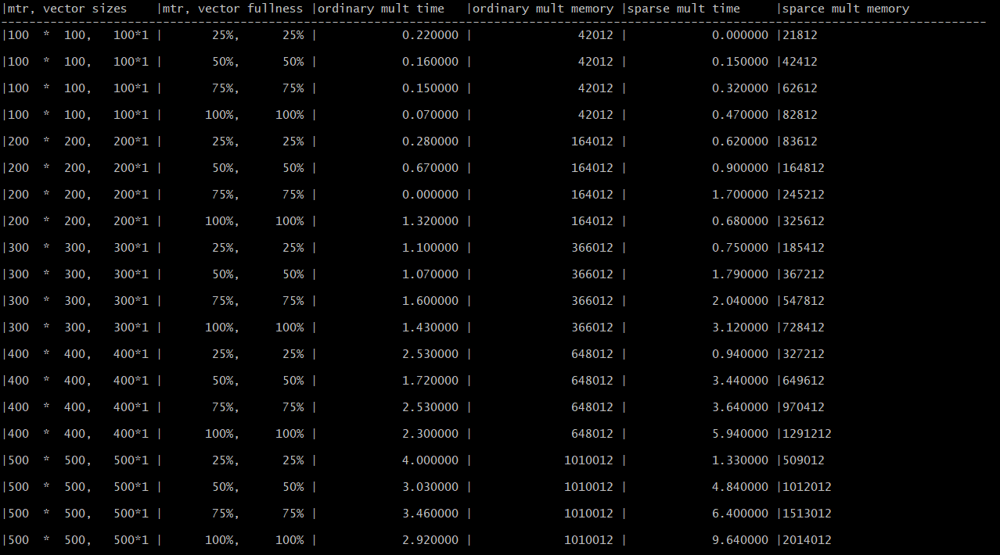 |mtr, vector sizes    |mtr, vector fullness |ordinary mult time   |ordinary mult memory |sparse mult time     |sparce mult memory
--------------------------------------------------------------------------------------------------------------------------------------------
|100  *  100,   100*1 |       25%,      25% |            0.220000 |               42012 |            0.000000 |21812
|100  *  100,   100*1 |       50%,      50% |            0.160000 |               42012 |            0.150000 |42412
|100  *  100,   100*1 |       75%,      75% |            0.150000 |               42012 |            0.320000 |62612
|100  *  100,   100*1 |      100%,     100% |            0.070000 |               42012 |            0.470000 |82812
|200  *  200,   200*1 |       25%,      25% |            0.280000 |              164012 |            0.620000 |83612
|200  *  200,   200*1 |       50%,      50% |            0.670000 |              164012 |            0.900000 |164812
|200  *  200,   200*1 |       75%,      75% |            0.000000 |              164012 |            1.700000 |245212
|200  *  200,   200*1 |      100%,     100% |            1.320000 |              164012 |            0.680000 |325612
|300  *  300,   300*1 |       25%,      25% |            1.100000 |              366012 |            0.750000 |185412
|300  *  300,   300*1 |       50%,      50% |            1.070000 |              366012 |            1.790000 |367212
|300  *  300,   300*1 |       75%,      75% |            1.600000 |              366012 |            2.040000 |547812
|300  *  300,   300*1 |      100%,     100% |            1.430000 |              366012 |            3.120000 |728412
|400  *  400,   400*1 |       25%,      25% |            2.530000 |              648012 |            0.940000 |327212
|400  *  400,   400*1 |       50%,      50% |            1.720000 |              648012 |            3.440000 |649612
|400  *  400,   400*1 |       75%,      75% |            2.530000 |              648012 |            3.640000 |970412
|400  *  400,   400*1 |      100%,     100% |            2.300000 |              648012 |            5.940000 |1291212
|500  *  500,   500*1 |       25%,      25% |            4.000000 |             1010012 |            1.330000 |509012
|500  *  500,   500*1 |       50%,      50% |            3.030000 |             1010012 |            4.840000 |1012012
|500  *  500,   500*1 |       75%,      75% |            3.460000 |             1010012 |            6.400000 |1513012
|500  *  500,   500*1 |      100%,     100% |            2.920000 |             1010012 |            9.640000 |2014012